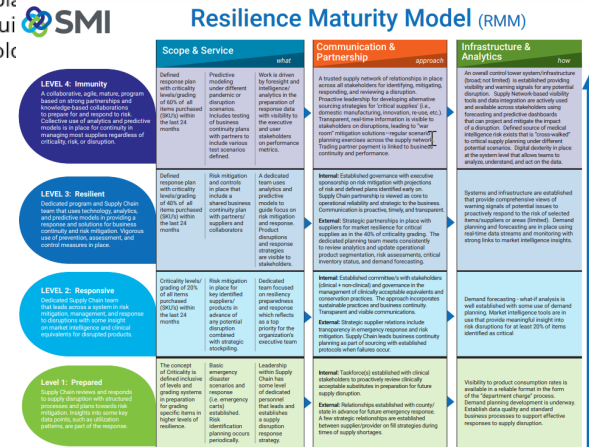 SMI
Resilience Maturity Model (RMM)
Scope & Service
what
Communication &
Partnership
approach
Infrastructure &
Analytics
how
LEVEL 4: Immunity
A collaborative, agile, mature, program
based on strong partnerships and
knowledge-based collaborations
to prepare for and respond to risk.
Collective use of analytics and predictive
models is in place for continuity in
managing most supplies regardless of
criticality, risk, or disruption.
Defined
response plan
with criticality
levels/grading
of 60% of all
items purchased
(SKUs) within
the last 24
months
Predictive
modeling
under different
pandemic or
disruption
scenarios.
Includes testing
of business
continuity plans
with partners to
include various
test scenarios
defined.
Work is driven
by foresight and
intelligence/
analytics in the
preparation of
response data
with visibility to
the executive
and user
stakeholders
on performance
metrics.
A trusted supply network of relationships in place
across all stakeholders for identifying, mitigating,
responding, and reviewing a disruption.
Proactive leadership for developing alternative
sourcing strategies for 'critical supplies' (i.e.,
domestic manufacturing, innovation, re-use, etc.).
Transparent, real-time information is visible to
stakeholders on disruptions, leading to "war
room" mitigation solutions - regular scenario
planning exercises across the supply network.
Trading partner payment is linked to business
continuity and performance.
An overall control tower system/infrastructure
(broad; not limited) is established providing
visibility and warning signals for any potential
disruption. Supply Network-based visibility
tools and data integration are actively used
and available across stakeholders using
forecasting and predictive dashboards
that can project and mitigate the impact
of a disruption. Defined source of medical
intelligence risk exists that is "cross-walked"
to critical supply planning under different
potential scenarios. Digital dexterity in place
at the system level that allows teams to
analyze, understand, and act on the data.
LEVEL 3: Resilient
Dedicated program and Supply Chain
team that uses technology, analytics,
and predictive models in providing a
response and solutions for business
continuity and risk mitigation. Vigorous
use of prevention, assessment, and
control measures in place.
Defined
response plan
with criticality
levels/grading of
40% of all
items purchased
(SKUs) within
the last 24
months
Risk mitigation
and controls
in place that
include a
shared business
continuity plan
with partners/
suppliers and
collaborators
A dedicated
team uses
analytics and
predictive
models to
guide focus on
risk mitigation
and response.
Product
disruptions
and response
strategies
are visible to
stakeholders.
Internal: Established governance with executive
sponsorship on risk mitigation with projections
of risk and defined plans identified early on.
Supply Chain partnership is viewed as core to
operational reliability and strategic to the business.
Communication is proactive, timely, and transparent.
External: Strategic partnerships in place with
suppliers for market resilience for critical
supplies as in the 40% of criticality grading. The
dedicated planning team meets consistently
to review analytics and update operational
product segmentation, risk assessments, critical
inventory status, and demand forecasting.
Systems and infrastructure are established
that provide comprehensive views of
warning signals of potential issues to
proactively respond to the risk of selected
items/suppliers or areas (limited). Demand
planning and forecasting are in place using
real-time data streams and monitoring with
strong links to market intelligence insights.
LEVEL 2: Responsive
Dedicated Supply Chain team
that leads across a system in risk
mitigation, management, and response
to disruptions with some insight
on market intelligence and clinical
equivalents for disrupted products
Criticality levels/
grading of 20%
of all items
purchased
(SKUs) within
the last 24
months
Risk mitigation
in place for
key identified
suppliers/
products in
advance of
any potential
disruption
combined
with strategic
stockpiling.
Dedicated
team focused
on resiliency
preparedness
and response
which reflects
as a top
priority for the
organization's
executive team
Internal: Established committee/s with stakeholders
(clinical + non-clinical) and governance in the
management of clinically acceptable equivalents and
conservation practices. The approach incorporates
sustainable practices and business continuity.
Transparent and visible communications.
External: Strategic supplier relations include
transparency in emergency response and risk
mitigation. Supply Chain leads business continuity
planning as part of sourcing with established
protocols when failures occur.
Demand forecasting - what-if analysis is
well established with some use of demand
planning. Market intelligence tools are in
use that provide meaningful insight into
risk disruptions for at least 20% of items
identified as critical
Level 1: Prepared
Supply Chain reviews and responds
to supply disruption with structured
processes and plans towards risk
mitigation. Insights into some key
data points, such as utilization
patterns, are part of the response.
The concept
of Criticality is
defined inclusive
of levels and
grading systems
in preparation
for grading
specific items in
higher levels of
resilience.
Basic
emergency
disaster
scenarios and
response
(i.e. emergency
carts)
established.
Risk
identification
planning occurs
periodically.
Leadership
within Supply
Chain has
some level
of dedicated
personnel
that leads and
establishes
a supply
disruption
response
strategy.
Internal: Taskforce(s) established with clinical
stakeholders to proactively review clinically
acceptable substitutes in preparation for future
supply disruption.
External: Relationships established with county/
state in advance for future emergency response.
A few strategic relationships are established
between supplier/provider on fill strategies during
times of supply shortages.
Visibility to product consumption rates is
available in a reliable format in the form
of the "department charge" process.
Demand planning development is underway.
Establish data quality and standard
business processes to support effective
responses to supply disruption.